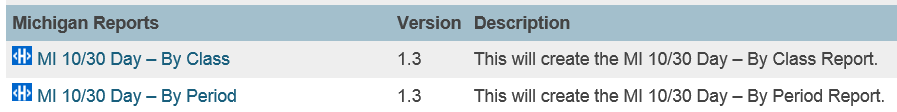 Michigan Reports Version Description
<H> MI 10/30 Day – By Class 1.3 This will create the MI 10/30 Day – By Class Report.
<H> MI 10/30 Day – By Period 1.3 This will create the MI 10/30 Day – By Period Report.